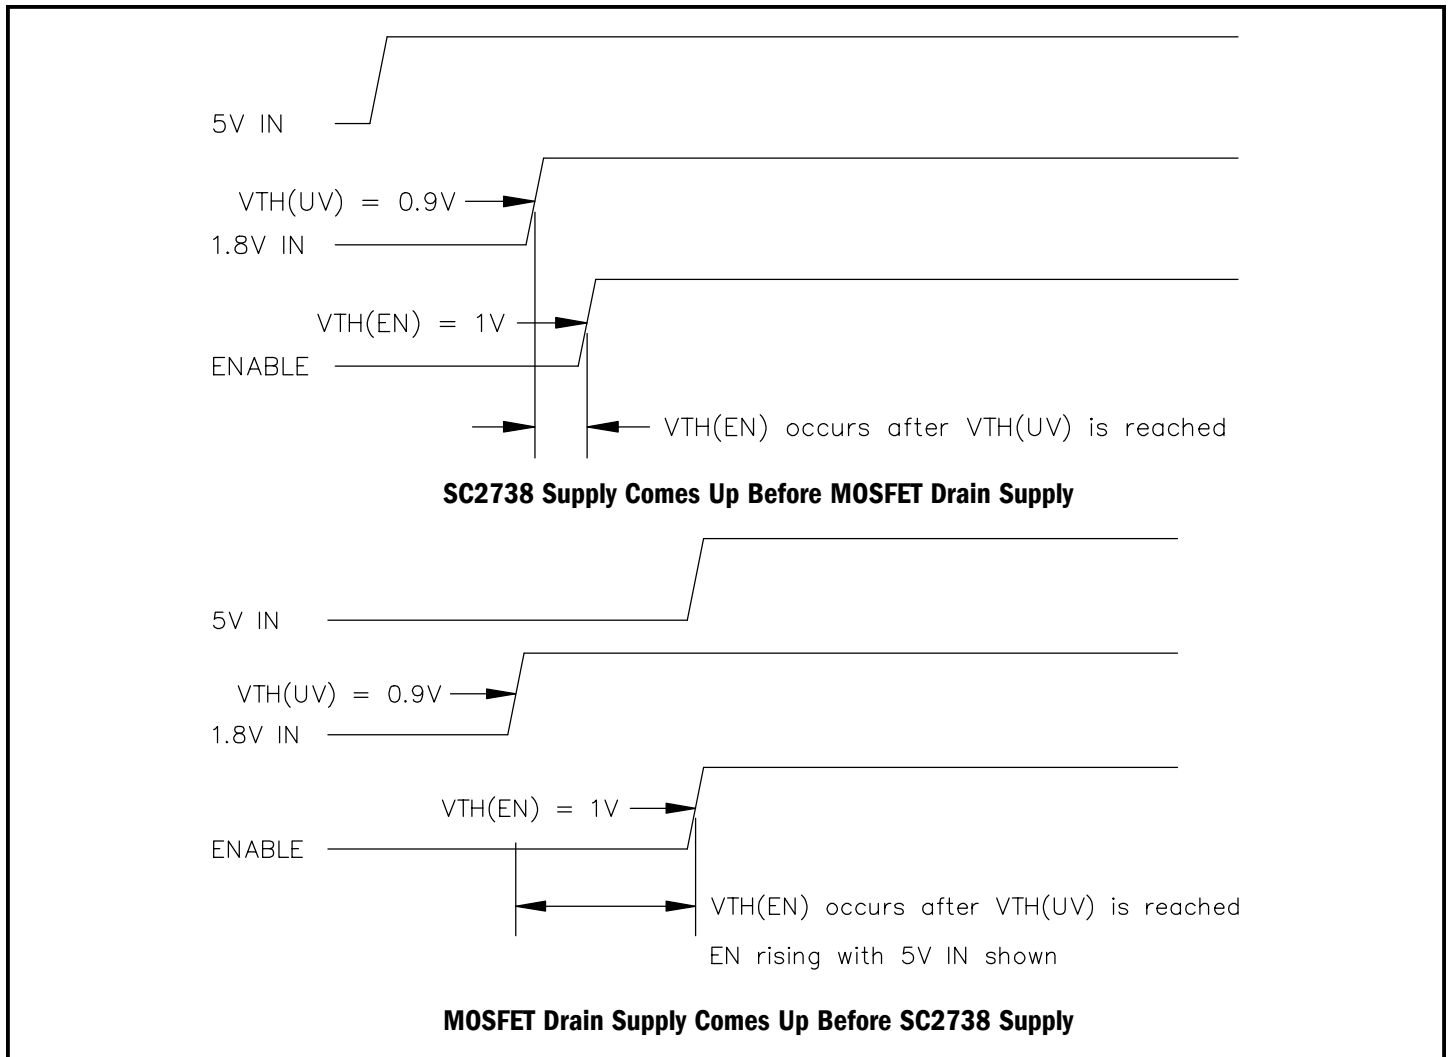 5V IN
VTH(UV) = 0.9V
1.8V IN
VTH(EN) = 1V
ENABLE
VTH(EN) occurs after VTH(UV) is reached
SC2738 Supply Comes Up Before MOSFET Drain Supply
5V IN
VTH(UV) = 0.9V
1.8V IN
VTH(EN) = 1V
ENABLE
VTH(EN) occurs after VTH(UV) is reached
EN rising with 5V IN shown
MOSFET Drain Supply Comes Up Before SC2738 Supply